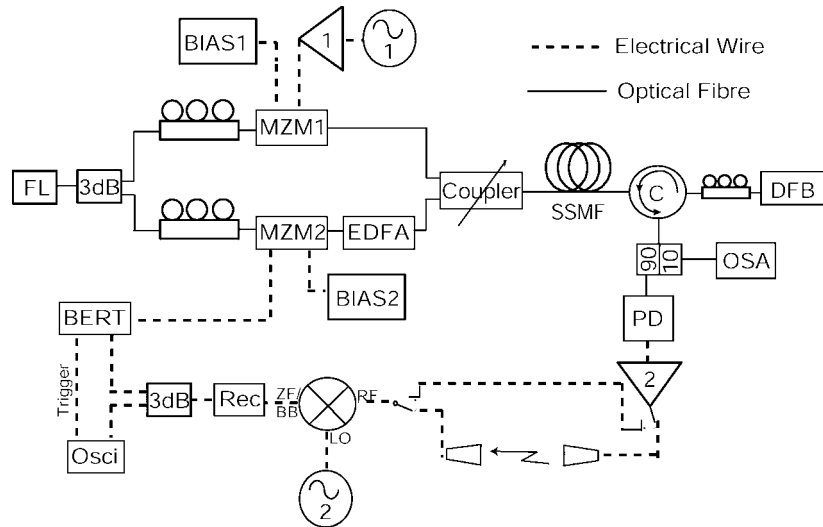 BIAS1
1
1
Electrical Wire
Optical Fibre
MZM1
FL
3dB
Coupler
SSMF
C
DFB
MZM2
EDFA
90
10
OSA
BIAS2
PD
BERT
Trigger
2
3dB
Rec
ZF/
BB
RF
LO
Osci
2